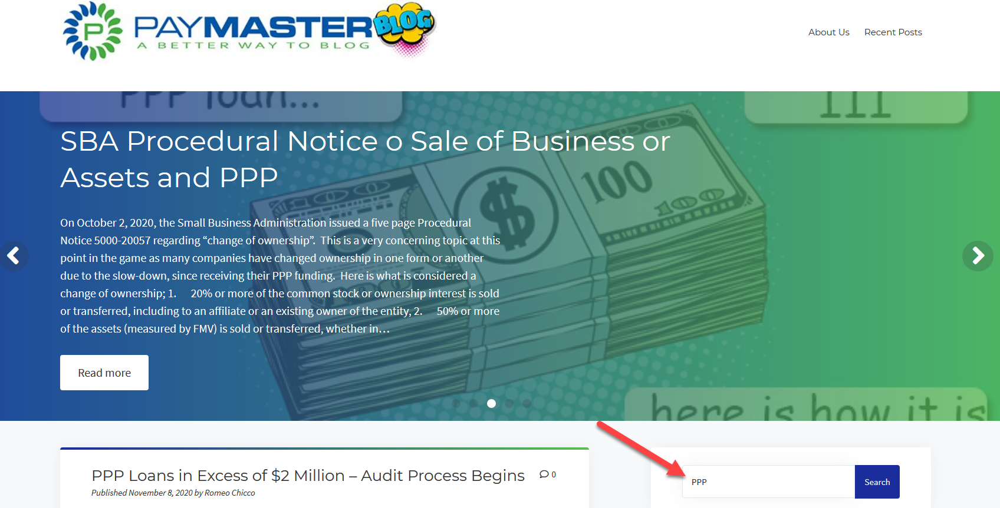 P
PAYMASTER
BLOG
A BETTER WAY TO BLOG
About Us
Recent Posts
PPP loan...
SBA Procedural Notice o Sale of Business or
Assets and PPP
100
100
$
On October 2, 2020, the Small Business Administration issued a five page Procedural
Notice 5000-20057 regarding “change of ownership”.  This is a very concerning topic at this
point in the game as many companies have changed ownership in one form or another
due to the slow-down, since receiving their PPP funding.  Here is what is considered a
change of ownership; 1.     20% or more of the common stock or ownership interest is sold
or transferred, including to an affiliate or an existing owner of the entity, 2.     50% or more
of the assets (measured by FMV) is sold or transferred, whether in…
Read more
here is how it is
PPP Loans in Excess of $2 Million – Audit Process Begins
0
Published November 8, 2020 by Romeo Chicco
PPP
Search